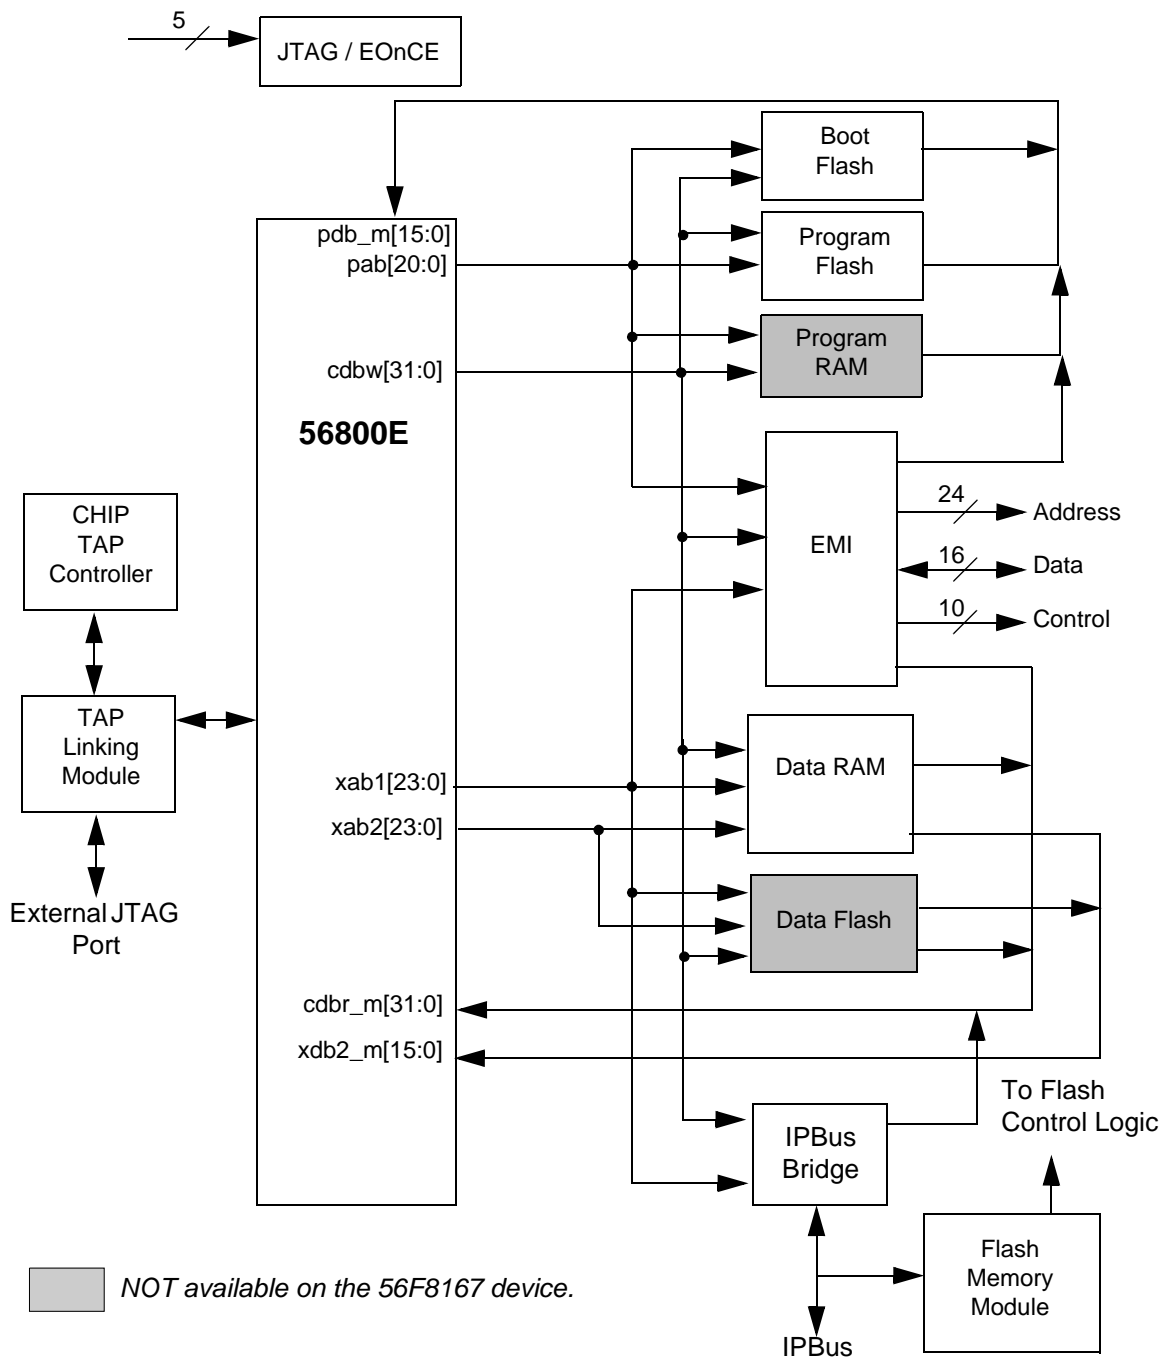 5
JTAG / EOnCE
Boot
Flash
pdb_m[15:0]
pab[20:0]
Program
Flash
cdbw[31:0]
Program
RAM
56800E
CHIP
TAP
Controller
EMI
24
Address
16
Data
10
Control
TAP
Linking
Module
xab1[23:0]
xab2[23:0]
Data RAM
External JTAG
Port
Data Flash
cdbr_m[31:0]
xdb2_m[15:0]
To Flash
Control Logic
IPBus
Bridge
Flash
Memory
Module
NOT available on the 56F8167 device.
IPBus